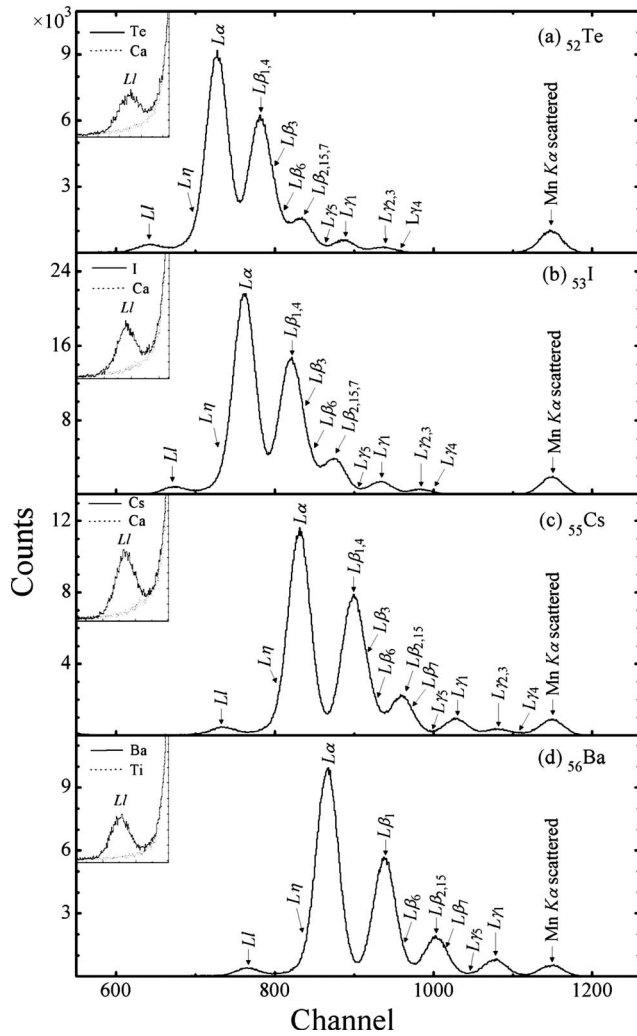 ×10³
9
6
3
Te
Ca
Ll
(a) ₅₂Te
Ll
Lη
Lα
Lβ₁,₄
Lβ₃
Lβ₆
Lβ₂,₁₅,₇
Lγ₅
Lγ₁
Lγ₂,₃
Lγ₄
Mn Kα scattered
24
16
8
I
Ca
Ll
(b) ₅₃I
Ll
Lη
Lα
Lβ₁,₄
Lβ₃
Lβ₆
Lβ₂,₁₅,₇
Lγ₅
Lγ₁
Lγ₂,₃
Lγ₄
Mn Kα scattered
Counts
12
8
4
Cs
Ca
Ll
(c) ₅₅Cs
Ll
Lη
Lα
Lβ₁,₄
Lβ₃
Lβ₆
Lβ₂,₁₅
Lβ₇
Lγ₅
Lγ₁
Lγ₂,₃
Lγ₄
Mn Kα scattered
9
6
3
Ba
Ti
Ll
(d) ₅₆Ba
Ll
Lη
Lα
Lβ₁
Lβ₆
Lβ₂,₁₅
Lβ₇
Lγ₅
Lγ₁
Mn Kα scattered
600 800 1000 1200
Channel